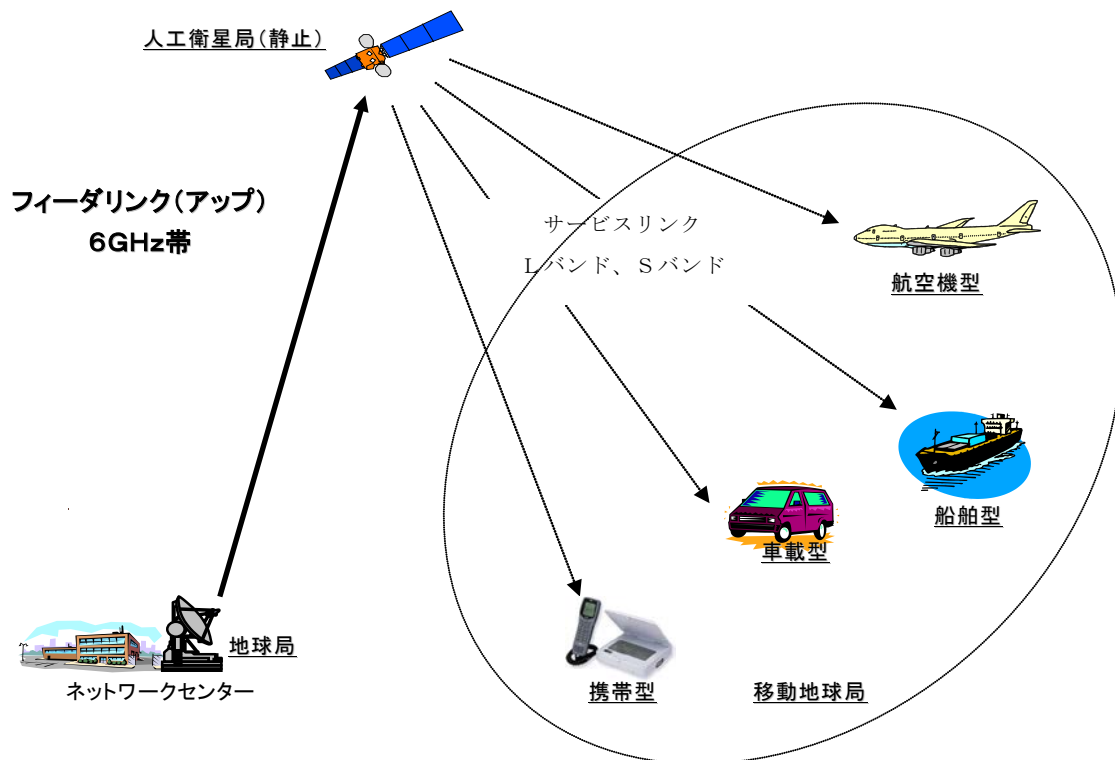 人工衛星局(静止)
フィーダリンク(アップ)
6GHz帯
サービスリンク
Lバンド、Sバンド
航空機型
船舶型
車載型
地球局
ネットワークセンター
携帯型
移動地球局